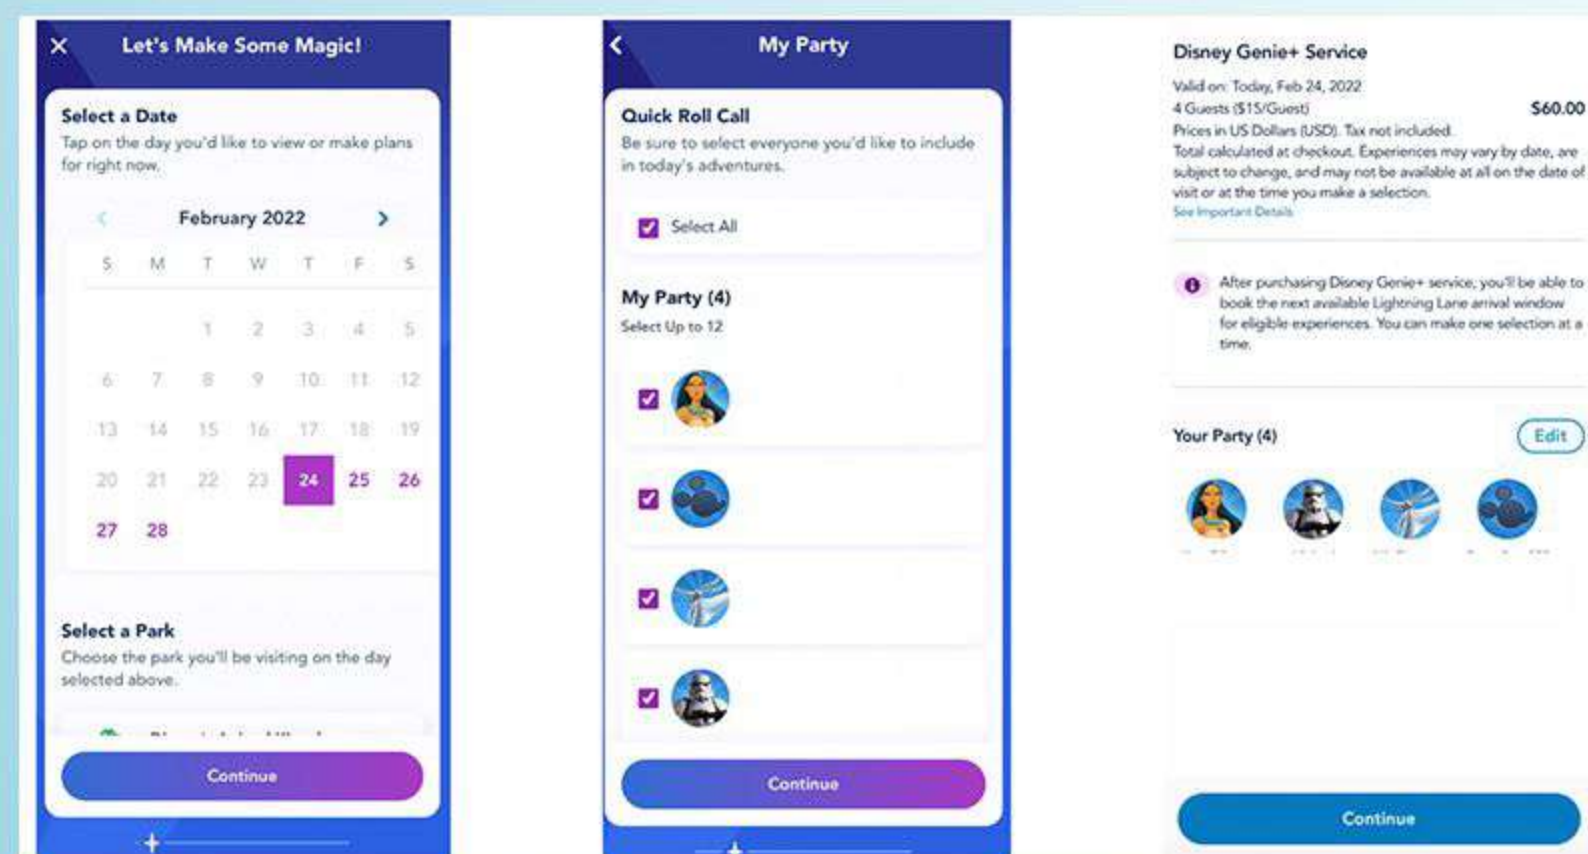 Let's Make Some Magic!
Select a Date
Tap on the day you'd like to view or make plans
for right now.
February 2022
S M T W T F S
1 2 3 4 5
6 7 8 9 10 11 12
13 14 15 16 17 18 19
20 21 22 23 24 25 26
27 28
Select a Park
Choose the park you'll be visiting on the day
selected above.
Continue
My Party
Quick Roll Call
Be sure to select everyone you'd like to include
in today's adventures.
Select All
My Party (4)
Select Up to 12
Continue
Disney Genie+ Service
Valid on: Today, Feb 24, 2022
4 Guests ($15/Guest) $60.00
Prices in US Dollars (USD). Tax not included.
Total calculated at checkout. Experiences may vary by date, are
subject to change, and may not be available at all on the date of
visit or at the time you make a selection.
See Important Details
After purchasing Disney Genie+ service, you'll be able to
book the next available Lightning Lane arrival window
for eligible experiences. You can make one selection at a
time.
Your Party (4) Edit
Continue